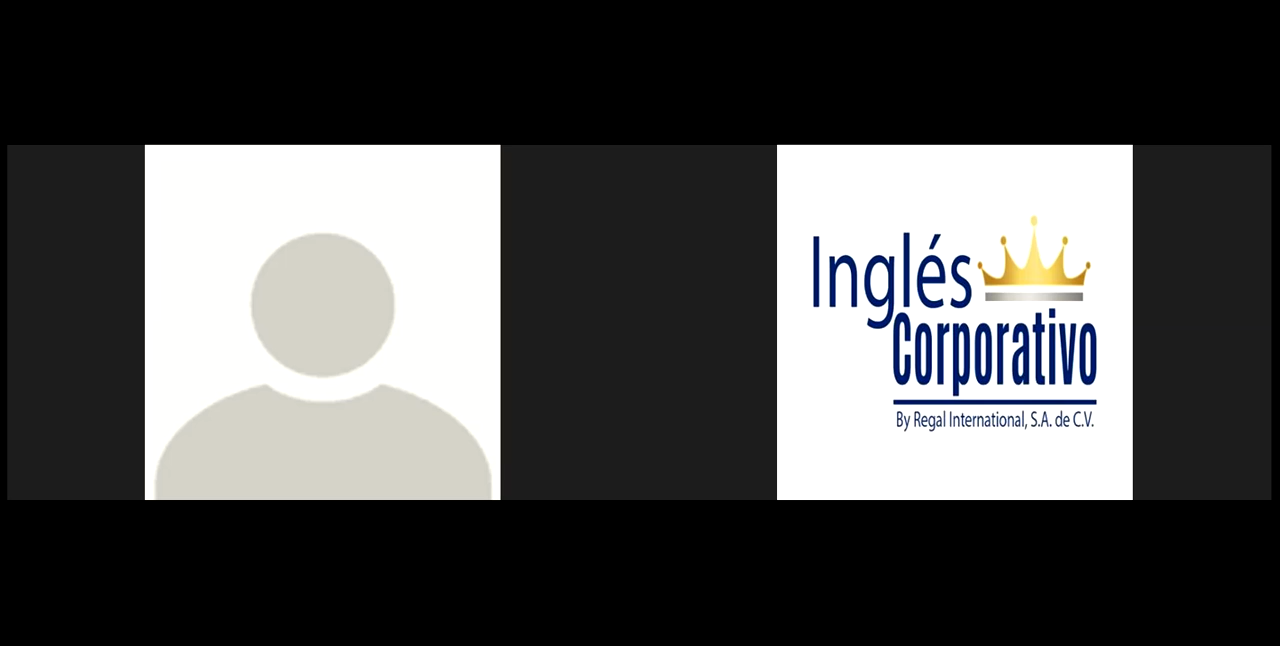 Inglés
Corporativo
By Regal International, S.A. de C.V.